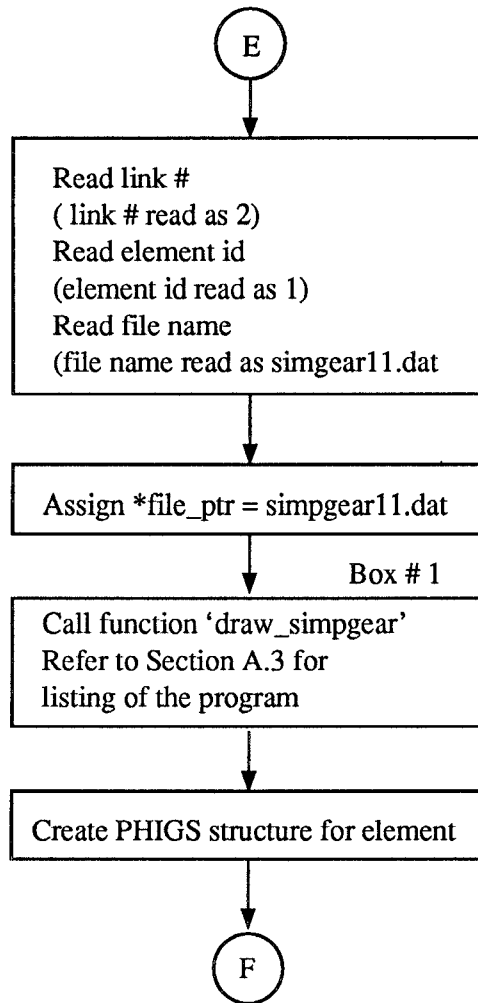 E
Read link #
( link # read as 2)
Read element id
(element id read as 1)
Read file name
(file name read as simgear11.dat
Assign *file_ptr = simpgear11.dat
Box # 1
Call function ‘draw_simpgear’
Refer to Section A.3 for
listing of the program
Create PHIGS structure for element
F